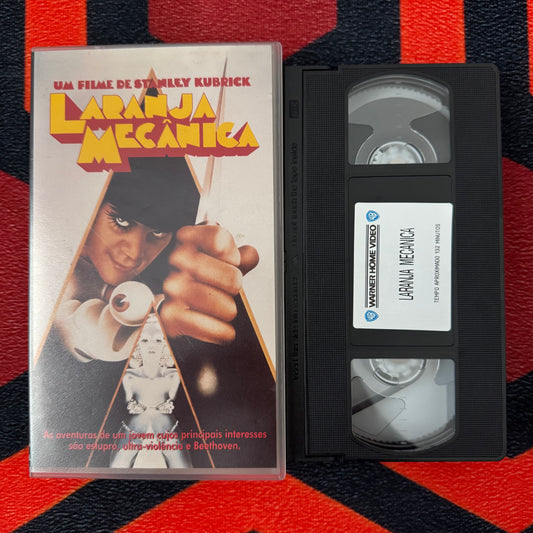 UM FILME DE STANLEY KUBRICK
LARANJA
MECÂNICA
As aventuras de um jovem cujos principais interesses
são estupro, ultra-violência e Beethoven.
WARNER HOME VIDEO
LARANJA MECANICA
TEMPO APROXIMADO 132 MINUTOS